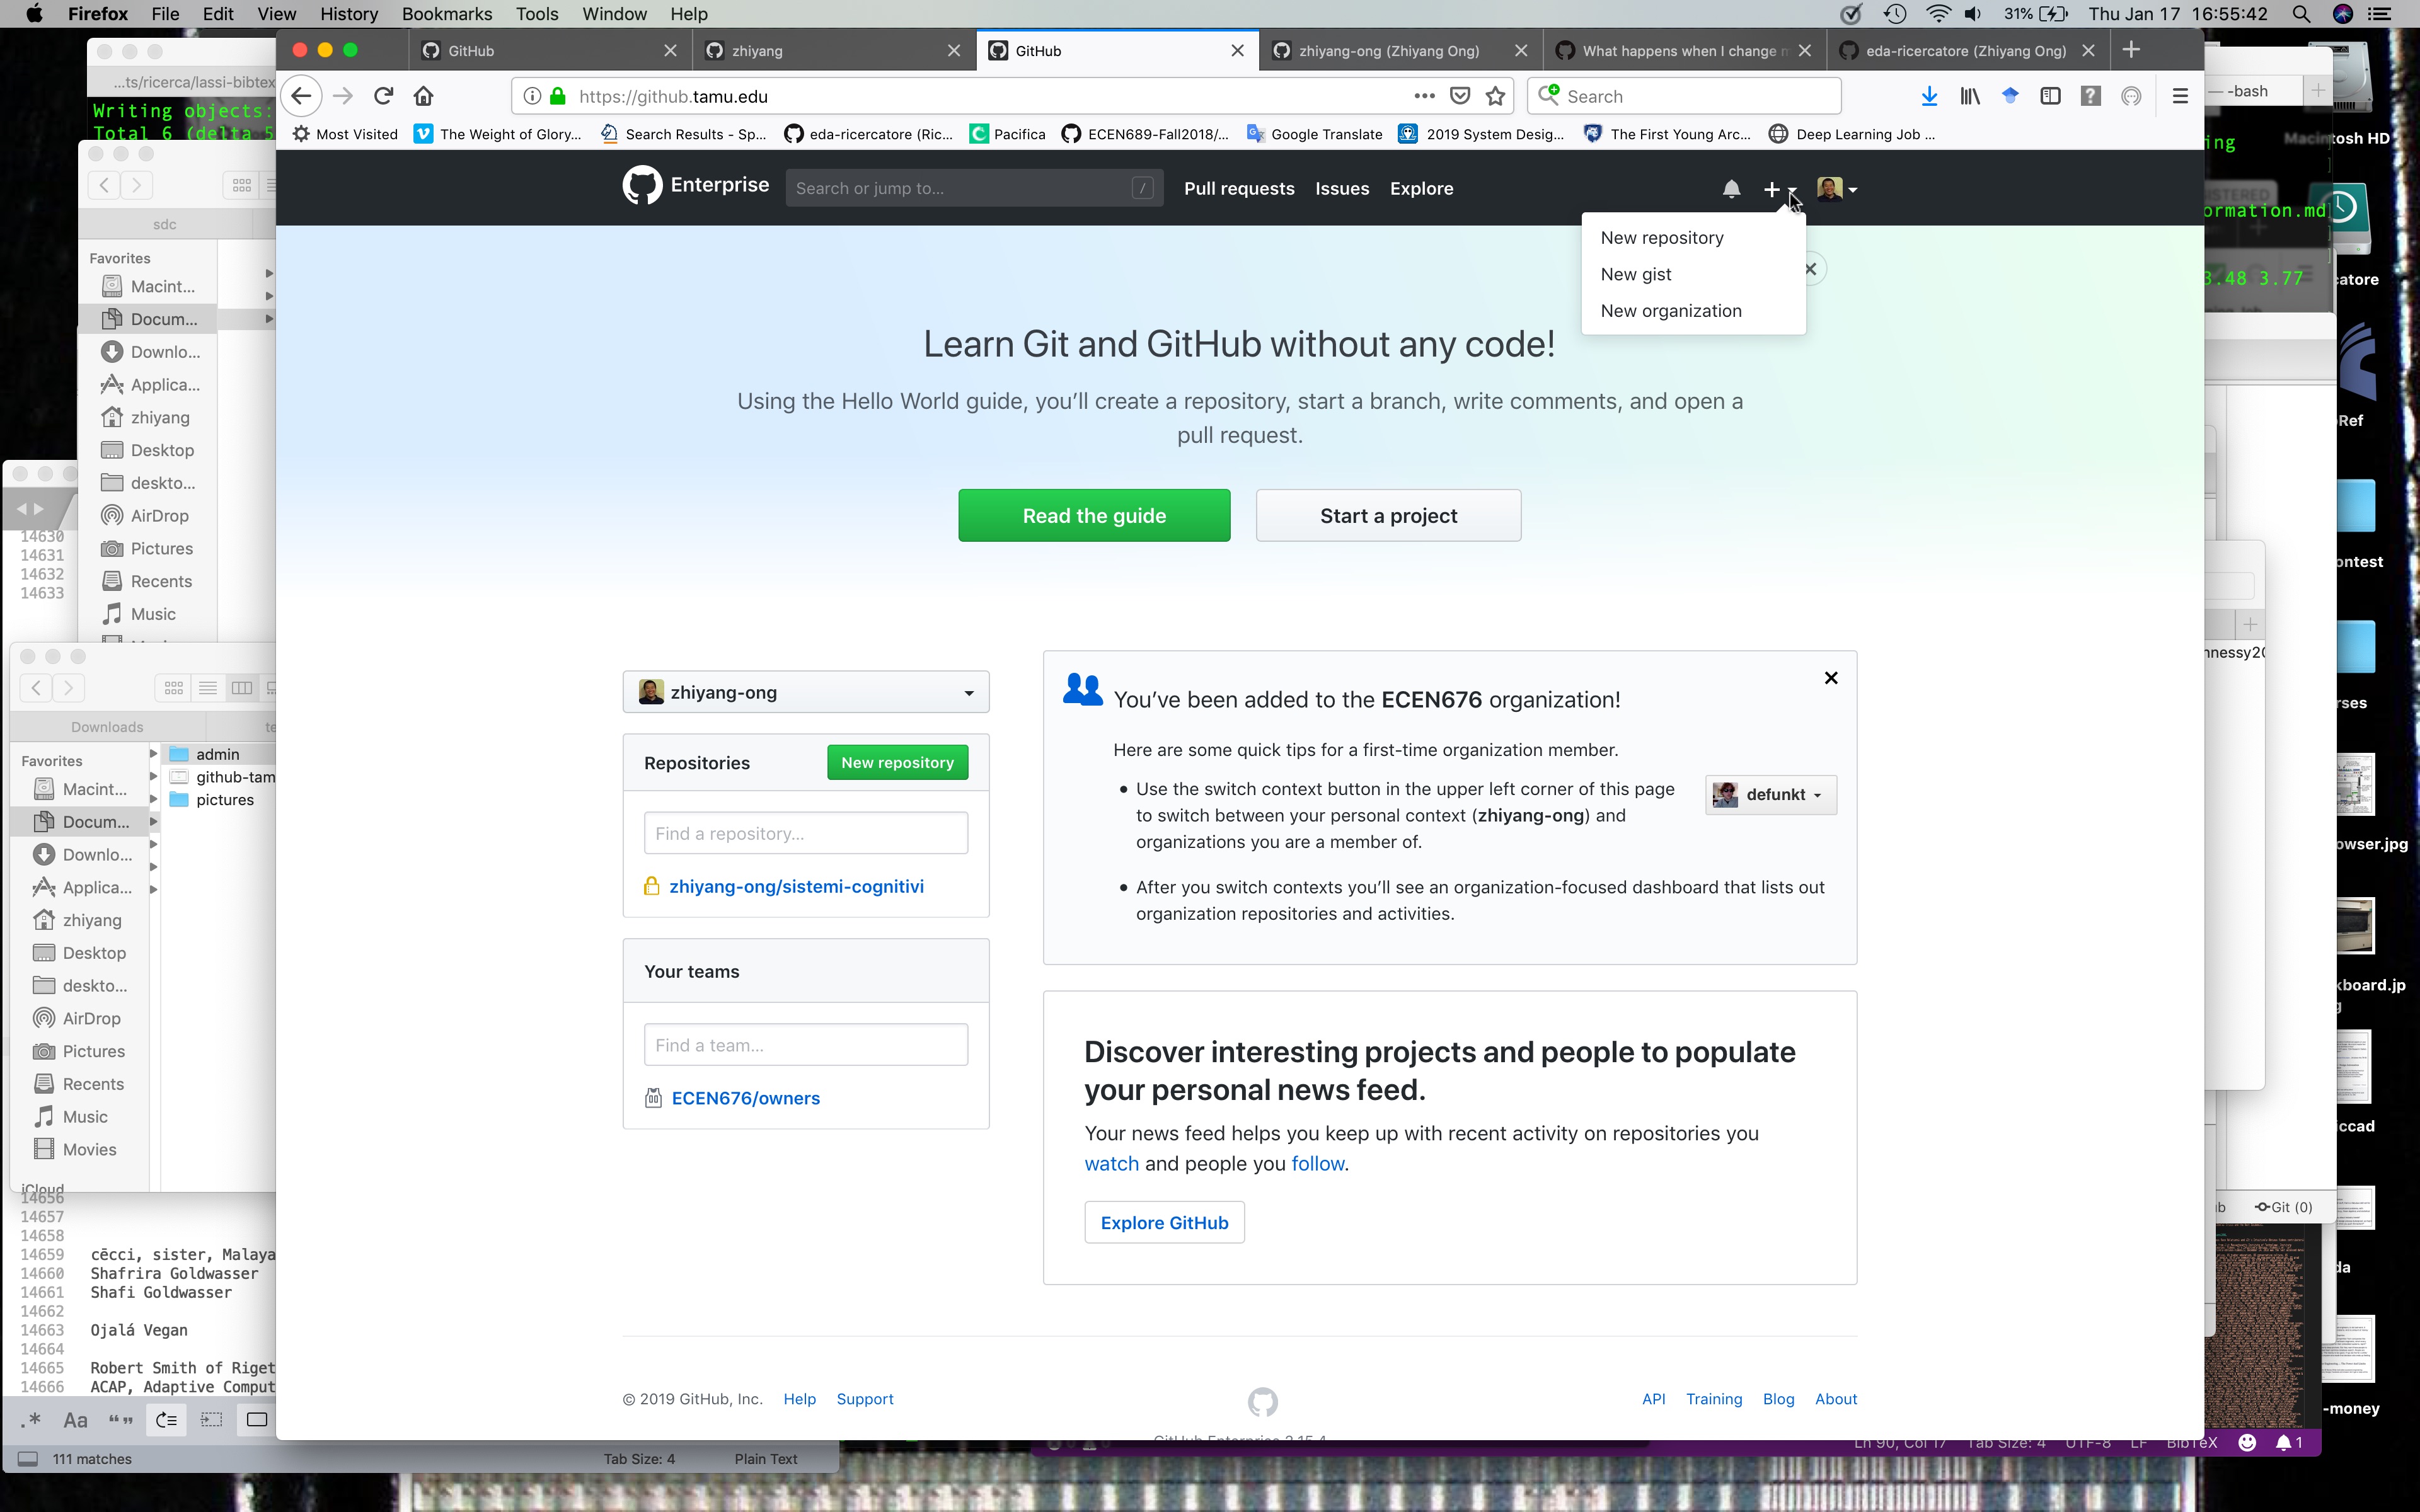 Firefox File Edit View History Bookmarks Tools Window Help
31% Thu Jan 17 16:55:42
GitHub
zhiyang
GitHub
zhiyang-ong (Zhiyang Ong)
What happens when I change m
eda-ricercatore (Zhiyang Ong)
https://github.tamu.edu
Search
Most Visited
The Weight of Glory...
Search Results - Sp...
eda-ricercatore (Ric...
Pacifica
ECEN689-Fall2018/...
Google Translate
2019 System Desig...
The First Young Arc...
Deep Learning Job ...
Enterprise
Search or jump to...
/
Pull requests Issues Explore
New repository
New gist
New organization
Learn Git and GitHub without any code!
Using the Hello World guide, you’ll create a repository, start a branch, write comments, and open a
pull request.
Read the guide
Start a project
zhiyang-ong
Repositories
New repository
Find a repository...
zhiyang-ong/sistemi-cognitivi
Your teams
Find a team...
ECEN676/owners
You’ve been added to the ECEN676 organization!
Here are some quick tips for a first-time organization member.
Use the switch context button in the upper left corner of this page
to switch between your personal context (zhiyang-ong) and
organizations you are a member of.
defunkt
After you switch contexts you’ll see an organization-focused dashboard that lists out
organization repositories and activities.
Discover interesting projects and people to populate
your personal news feed.
Your news feed helps you keep up with recent activity on repositories you
watch and people you follow.
Explore GitHub
© 2019 GitHub, Inc. Help Support
API Training Blog About
...ts/ricerca/lassi-bibtex
Writing objects:
Total 6 (delta 5
sdc
Favorites
Macint...
Docum...
Downlo...
Applica...
zhiyang
Desktop
deskto...
AirDrop
Pictures
Recents
Music
14630
14631
14632
14633
Downloads
Favorites
Macint...
Docum...
Downlo...
Applica...
zhiyang
Desktop
deskto...
AirDrop
Pictures
Recents
Music
Movies
iCloud
admin
github-tam
pictures
14656
14657
14658
14659 cēcci, sister, Malaya
14660 Shafrira Goldwasser
14661 Shafi Goldwasser
14662
14663 Ojalá Vegan
14664
14665 Robert Smith of Riget
14666 ACAP, Adaptive Comput
.* Aa “ ”
111 matches
Tab Size: 4
Plain Text
— -bash
ing
ormation.md
3.48 3.77
Macintosh HD
catore
Ref
ontest
nnessy20
rses
owser.jpg
kboard.jp
g
iccad
ub
Git (0)
da
-money
Ln 90, Col 17 Tab Size: 4 UTF-8 LF BibTeX
1